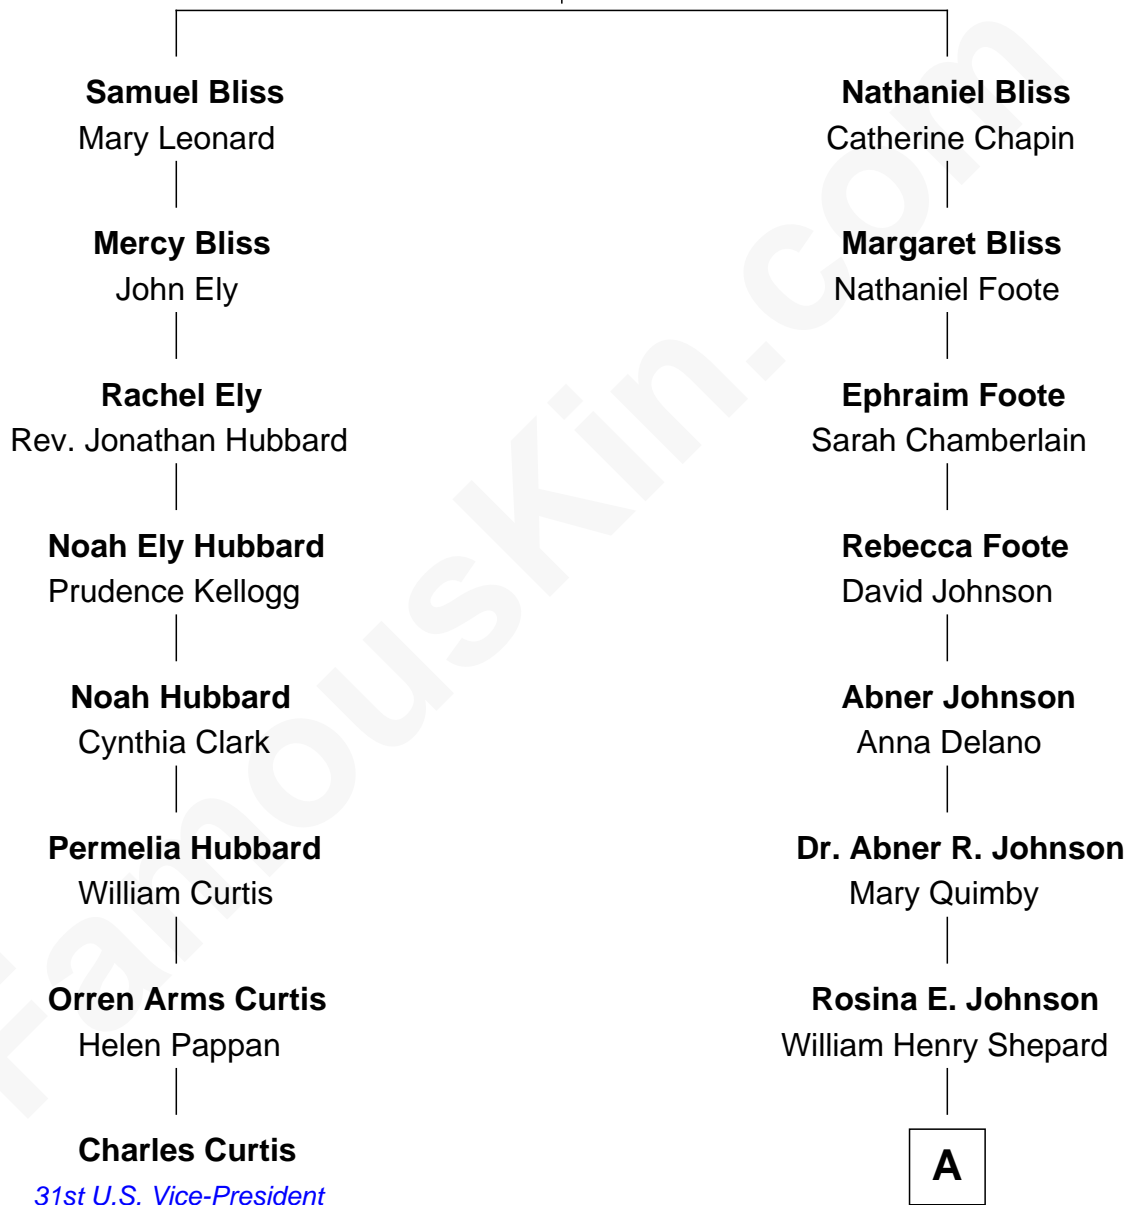 Samuel Bliss
Mary Leonard
Mercy Bliss
John Ely
Rachel Ely
Rev. Jonathan Hubbard
Noah Ely Hubbard
Prudence Kellogg
Noah Hubbard
Cynthia Clark
Permelia Hubbard
William Curtis
Orren Arms Curtis
Helen Pappan
Charles Curtis
31st U.S. Vice-President
Nathaniel Bliss
Catherine Chapin
Margaret Bliss
Nathaniel Foote
Ephraim Foote
Sarah Chamberlain
Rebecca Foote
David Johnson
Abner Johnson
Anna Delano
Dr. Abner R. Johnson
Mary Quimby
Rosina E. Johnson
William Henry Shepard
A
FamousKin.com